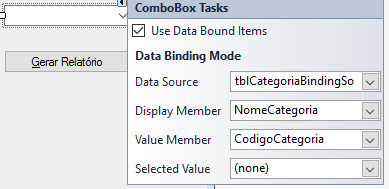 ComboBox Tasks
Use Data Bound Items
Data Binding Mode
Data Source tblCategoriaBindingSo
Display Member NomeCategoria
Gerar Relatório
Value Member CodigoCategoria
Selected Value (none)